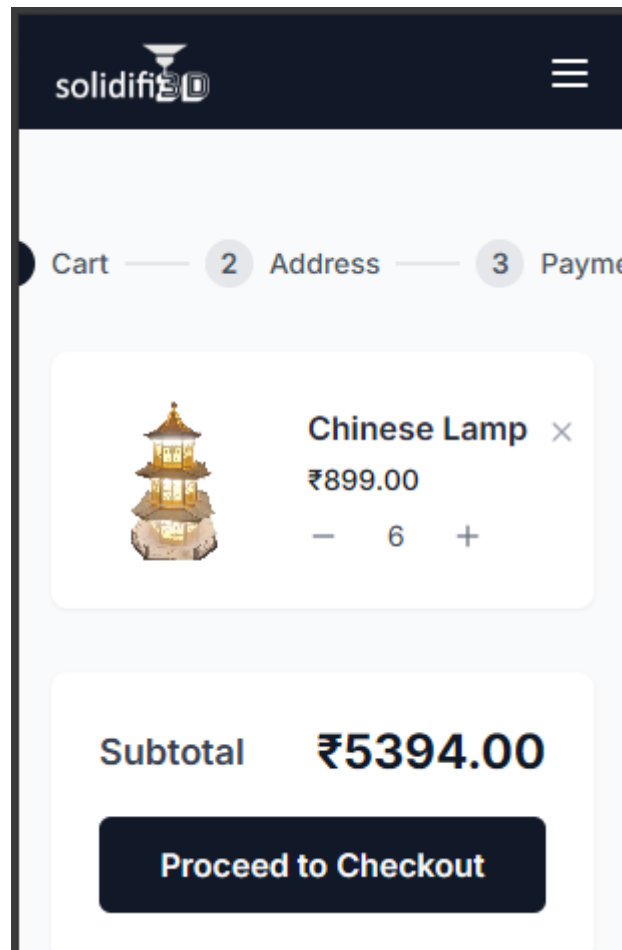 solidifi3D
Cart 2 Address 3 Payme
Chinese Lamp ×
₹899.00
− 6 +
Subtotal ₹5394.00
Proceed to Checkout